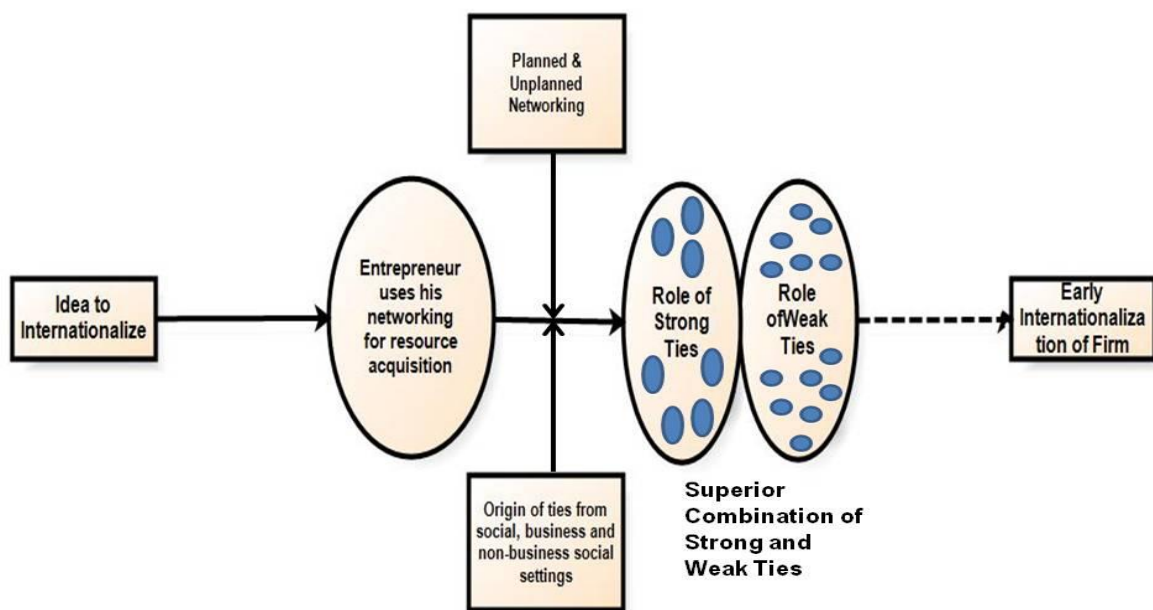 Planned &
Unplanned
Networking
Idea to
Internationalize
Entrepreneur
uses his
networking
for resource
acquisition
Role of
Strong
Ties
Role
ofWeak
Ties
Early
Internationaliza
tion of Firm
Origin of ties from
social, business and
non-business social
settings
Superior
Combination of
Strong and
Weak Ties